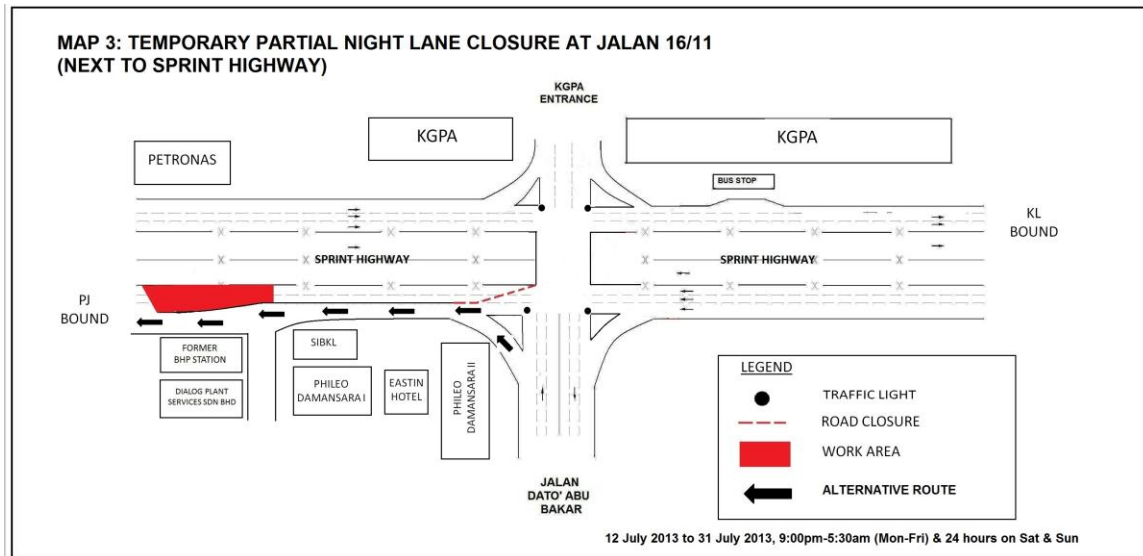 MAP 3: TEMPORARY PARTIAL NIGHT LANE CLOSURE AT JALAN 16/11
(NEXT TO SPRINT HIGHWAY)
KGPA
ENTRANCE
KGPA
KGPA
PETRONAS
BUS STOP
KL
BOUND
SPRINT HIGHWAY
SPRINT HIGHWAY
PJ
BOUND
FORMER
BHP STATION
DIALOG PLANT
SERVICES SDN BHD
SIBKL
PHILEO
DAMANSARA I
EASTIN
HOTEL
PHILEO
DAMANSARA II
JALAN
DATO' ABU
BAKAR
LEGEND
TRAFFIC LIGHT
ROAD CLOSURE
WORK AREA
ALTERNATIVE ROUTE
12 July 2013 to 31 July 2013, 9:00pm-5:30am (Mon-Fri) & 24 hours on Sat & Sun